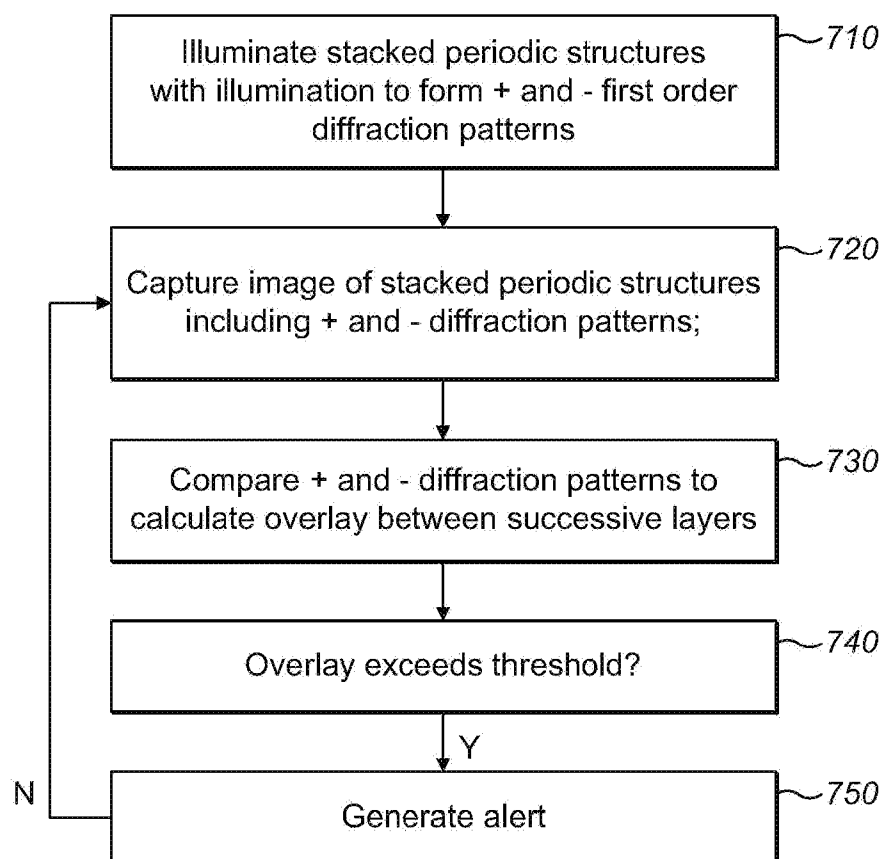 Illuminate stacked periodic structures
with illumination to form + and - first order
diffraction patterns
710
Capture image of stacked periodic structures
including + and - diffraction patterns;
720
Compare + and - diffraction patterns to
calculate overlay between successive layers
730
Overlay exceeds threshold?
740
Y
N
Generate alert
750